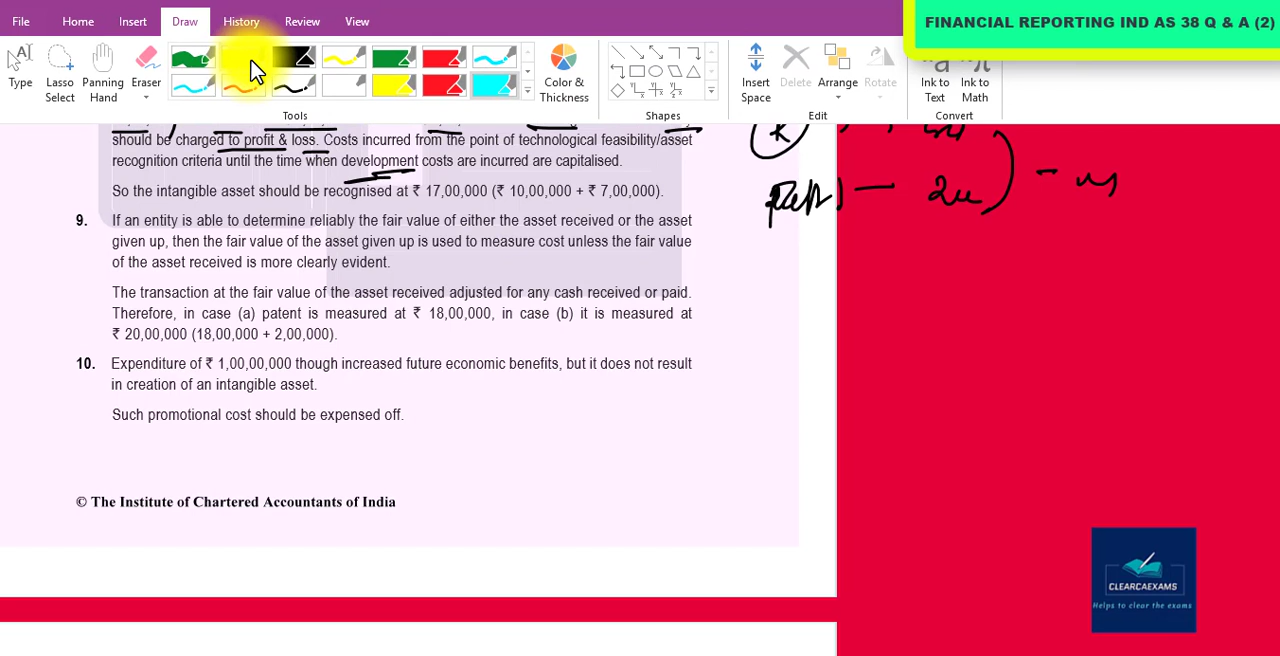 File Home Insert Draw History Review View
FINANCIAL REPORTING IND AS 38 Q & A (2)
Type Lasso Select Panning Hand Eraser Color & Thickness Insert Space Delete Arrange Rotate Ink to Text Ink to Math
Tools Shapes Edit Convert
should be charged to profit & loss. Costs incurred from the point of technological feasibility/asset
recognition criteria until the time when development costs are incurred are capitalised.
So the intangible asset should be recognised at ₹ 17,00,000 (₹ 10,00,000 + ₹ 7,00,000).
9. If an entity is able to determine reliably the fair value of either the asset received or the asset
given up, then the fair value of the asset given up is used to measure cost unless the fair value
of the asset received is more clearly evident.
The transaction at the fair value of the asset received adjusted for any cash received or paid.
Therefore, in case (a) patent is measured at ₹ 18,00,000, in case (b) it is measured at
₹ 20,00,000 (18,00,000 + 2,00,000).
10. Expenditure of ₹ 1,00,00,000 though increased future economic benefits, but it does not result
in creation of an intangible asset.
Such promotional cost should be expensed off.
© The Institute of Chartered Accountants of India
CLEARCAEXAMS
Helps to clear the exams